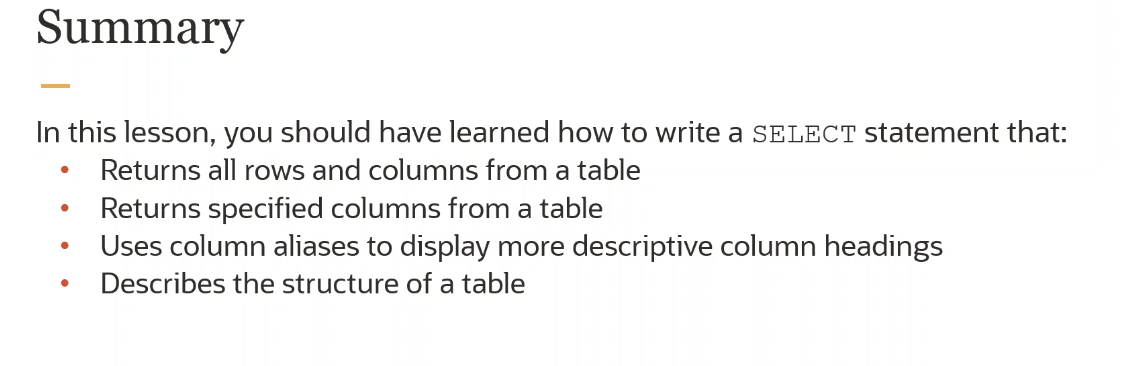 Summary
In this lesson, you should have learned how to write a SELECT statement that:
• Returns all rows and columns from a table
• Returns specified columns from a table
• Uses column aliases to display more descriptive column headings
• Describes the structure of a table